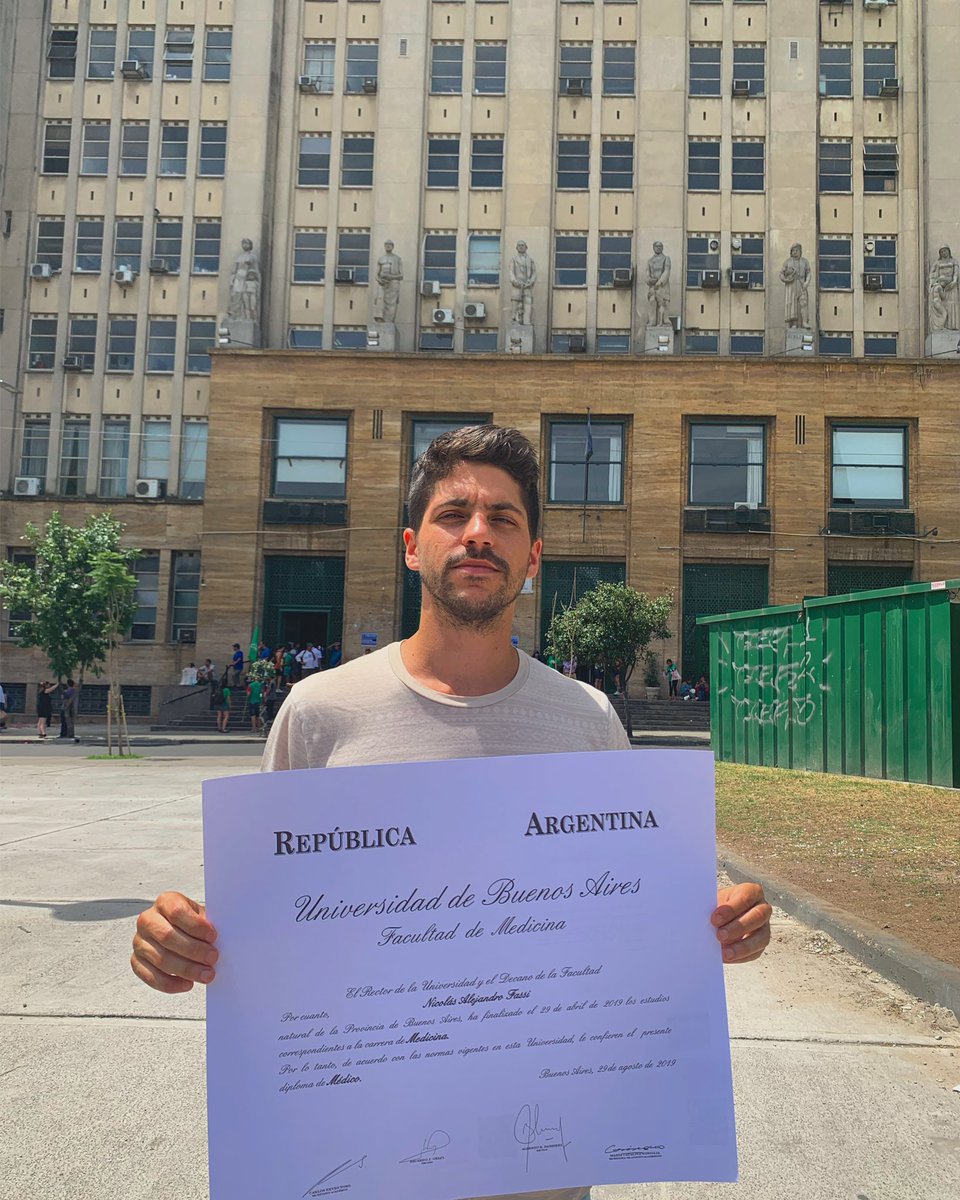 REPÚBLICA ARGENTINA
Universidad de Buenos Aires
Facultad de Medicina
El Rector de la Universidad y el Decano de la Facultad
Por cuanto, Nicolás Alejandro Fassi
natural de la Provincia de Buenos Aires, ha finalizado el 29 de abril de 2019 los estudios
correspondientes a la carrera de Medicina.
Por lo tanto, de acuerdo con las normas vigentes en esta Universidad, le confieren el presente
diploma de Médico.
Buenos Aires, 29 de agosto de 2019